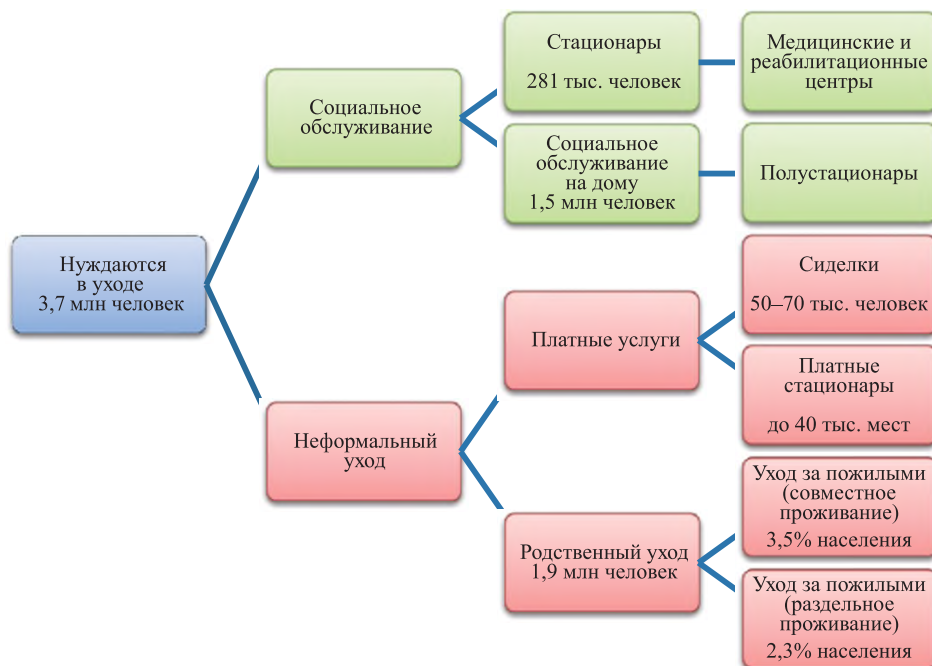 Нуждаются
в уходе
3,7 млн человек
Социальное
обслуживание
Стационары
281 тыс. человек
Медицинские и
реабилитационные
центры
Социальное
обслуживание
на дому
1,5 млн человек
Полустационары
Неформальный
уход
Платные услуги
Сиделки
50–70 тыс. человек
Платные
стационары
до 40 тыс. мест
Родственный уход
1,9 млн человек
Уход за пожилыми
(совместное
проживание)
3,5% населения
Уход за пожилыми
(раздельное
проживание)
2,3% населения